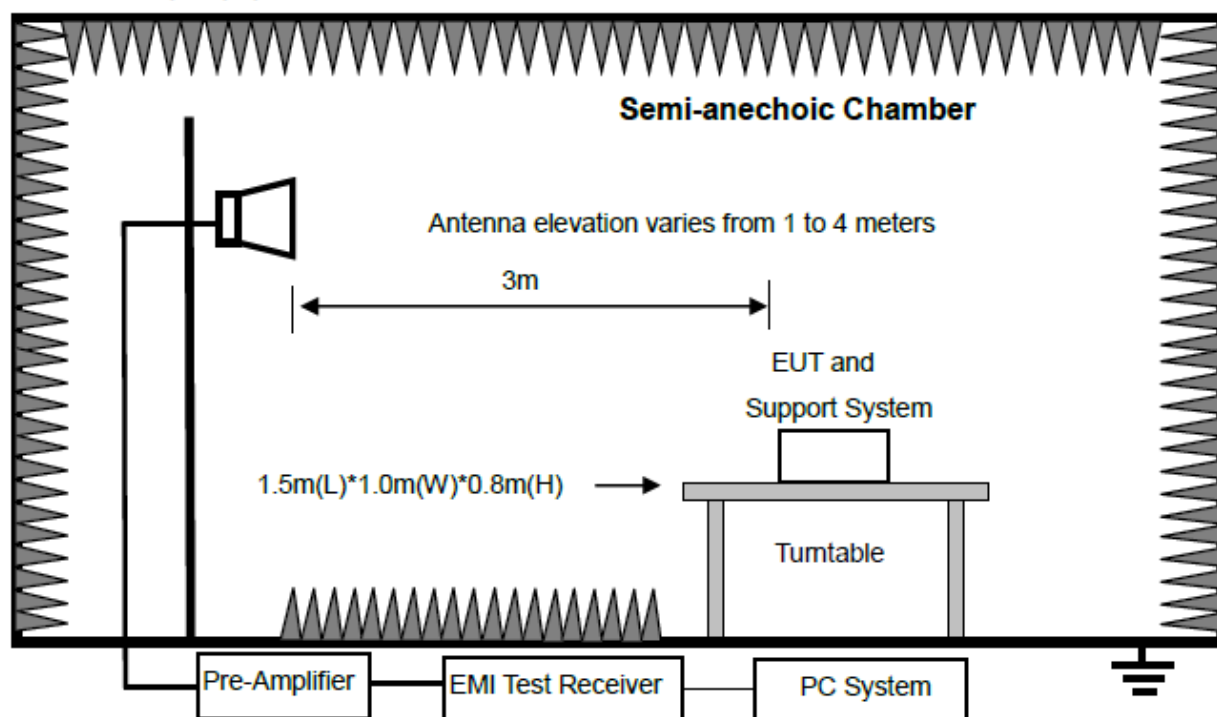 Semi-anechoic Chamber
Antenna elevation varies from 1 to 4 meters
3m
EUT and
Support System
1.5m(L)*1.0m(W)*0.8m(H)
Turntable
Pre-Amplifier
EMI Test Receiver
PC System